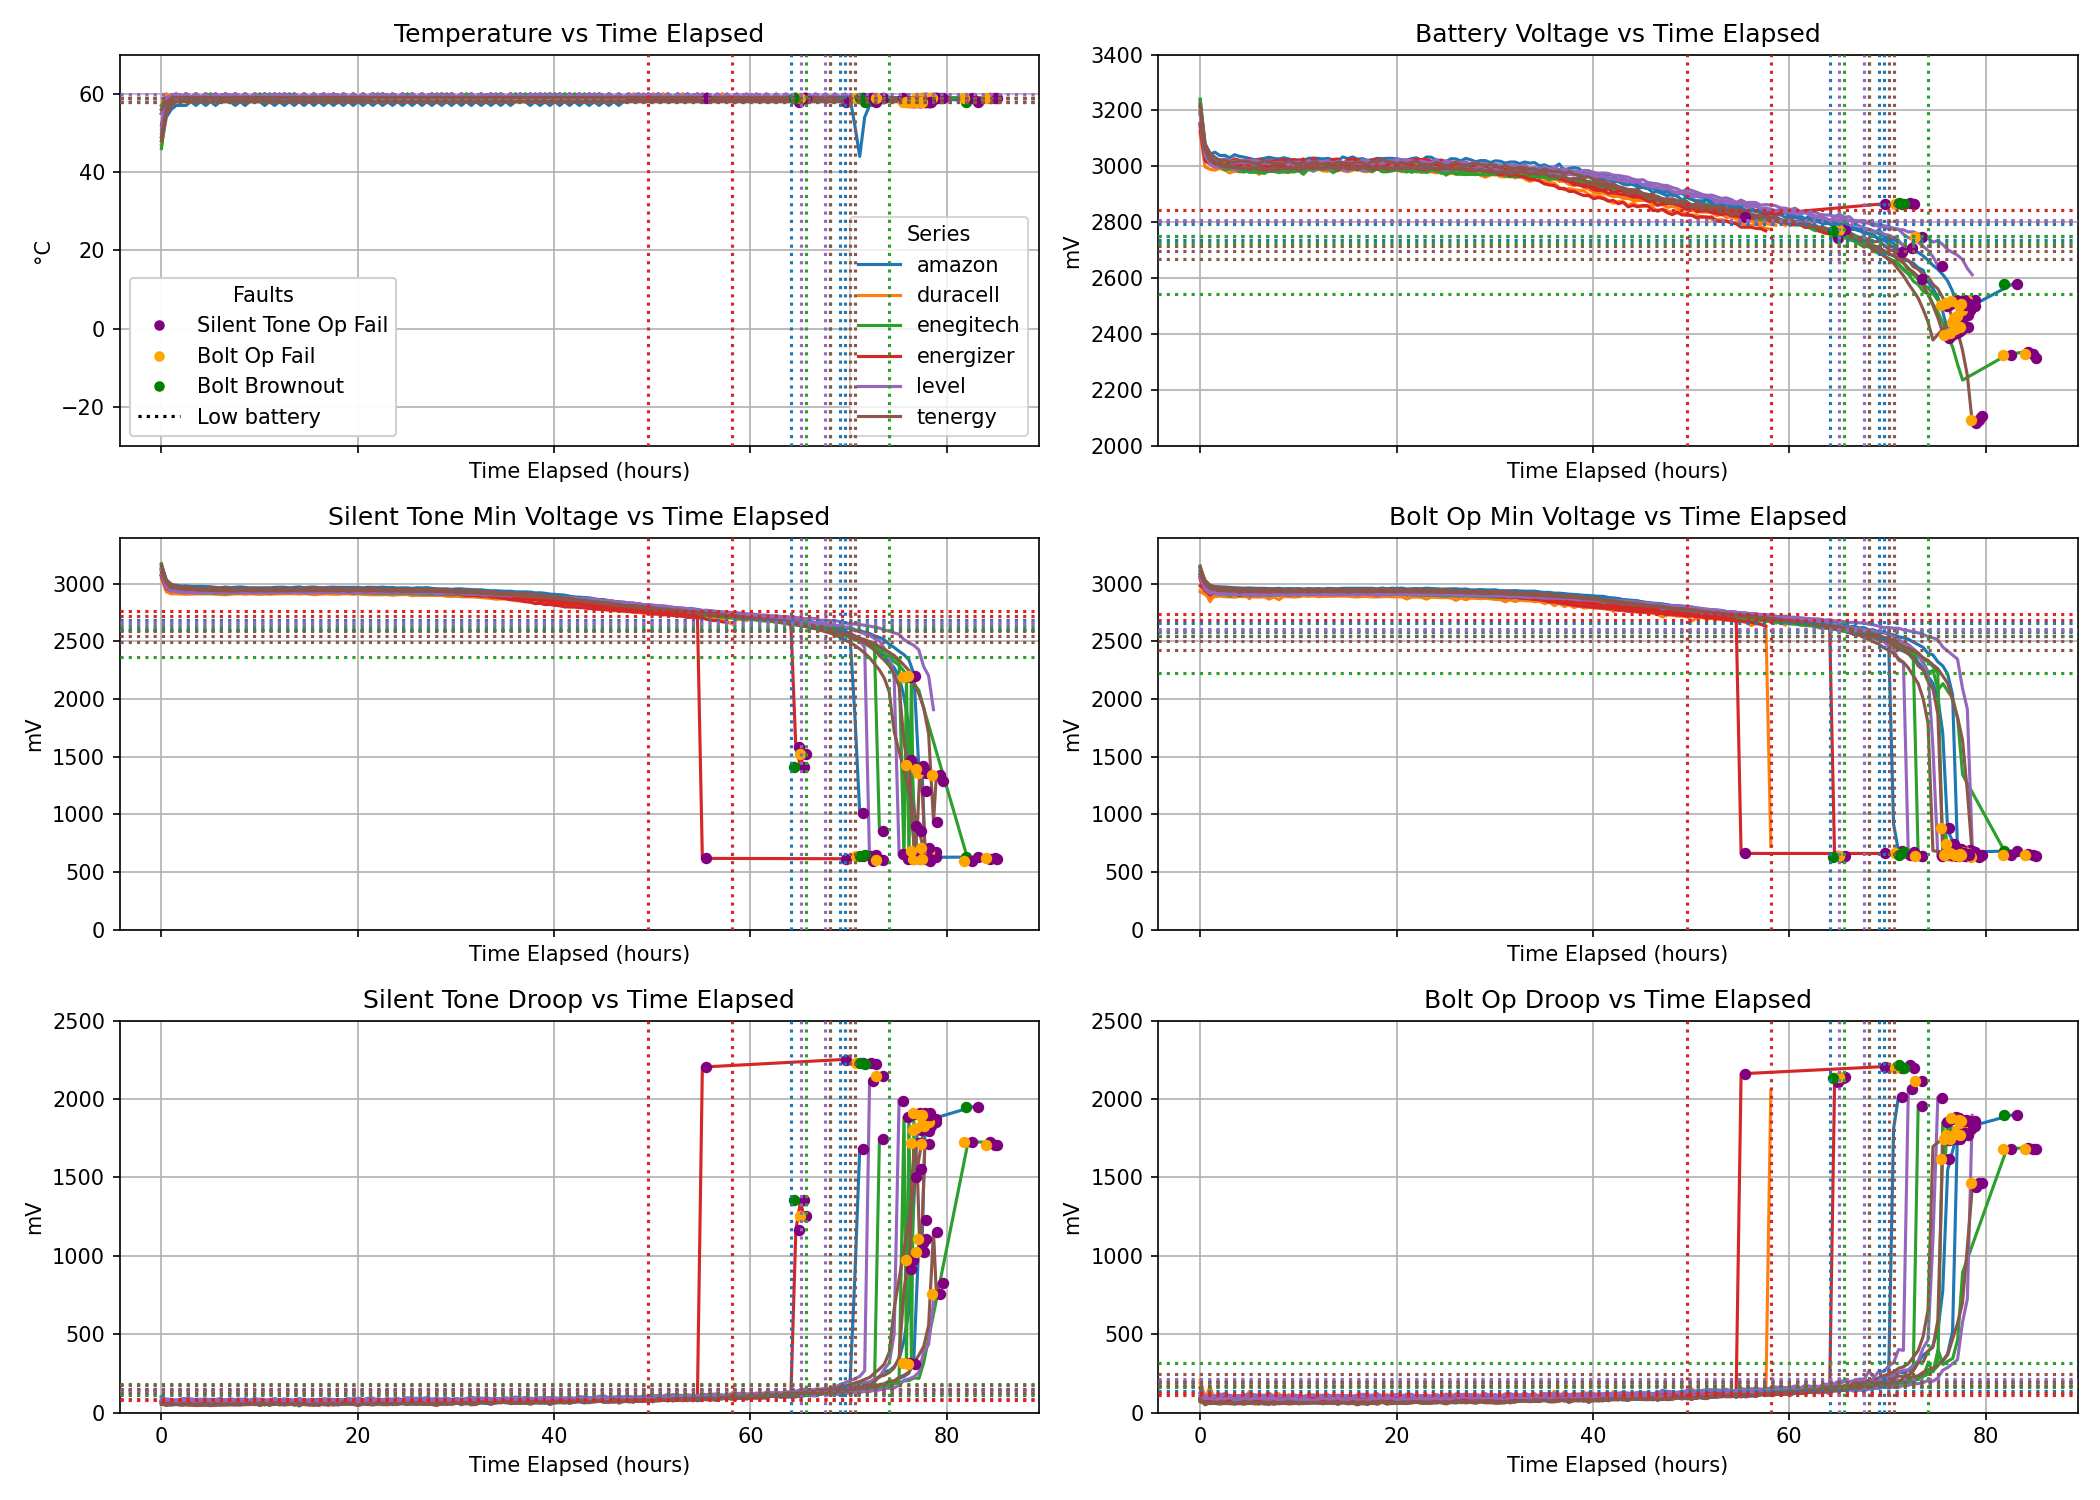 Temperature vs Time Elapsed
60
40
20
0
−20
°C
Faults
Silent Tone Op Fail
Bolt Op Fail
Bolt Brownout
Low battery
Series
amazon
duracell
enegitech
energizer
level
tenergy
Time Elapsed (hours)
Battery Voltage vs Time Elapsed
3400
3200
3000
2800
2600
2400
2200
2000
mV
Time Elapsed (hours)
Silent Tone Min Voltage vs Time Elapsed
3000
2500
2000
1500
1000
500
0
mV
Time Elapsed (hours)
Bolt Op Min Voltage vs Time Elapsed
3000
2500
2000
1500
1000
500
0
mV
Time Elapsed (hours)
Silent Tone Droop vs Time Elapsed
2500
2000
1500
1000
500
0
mV
0 20 40 60 80
Time Elapsed (hours)
Bolt Op Droop vs Time Elapsed
2500
2000
1500
1000
500
0
mV
0 20 40 60 80
Time Elapsed (hours)